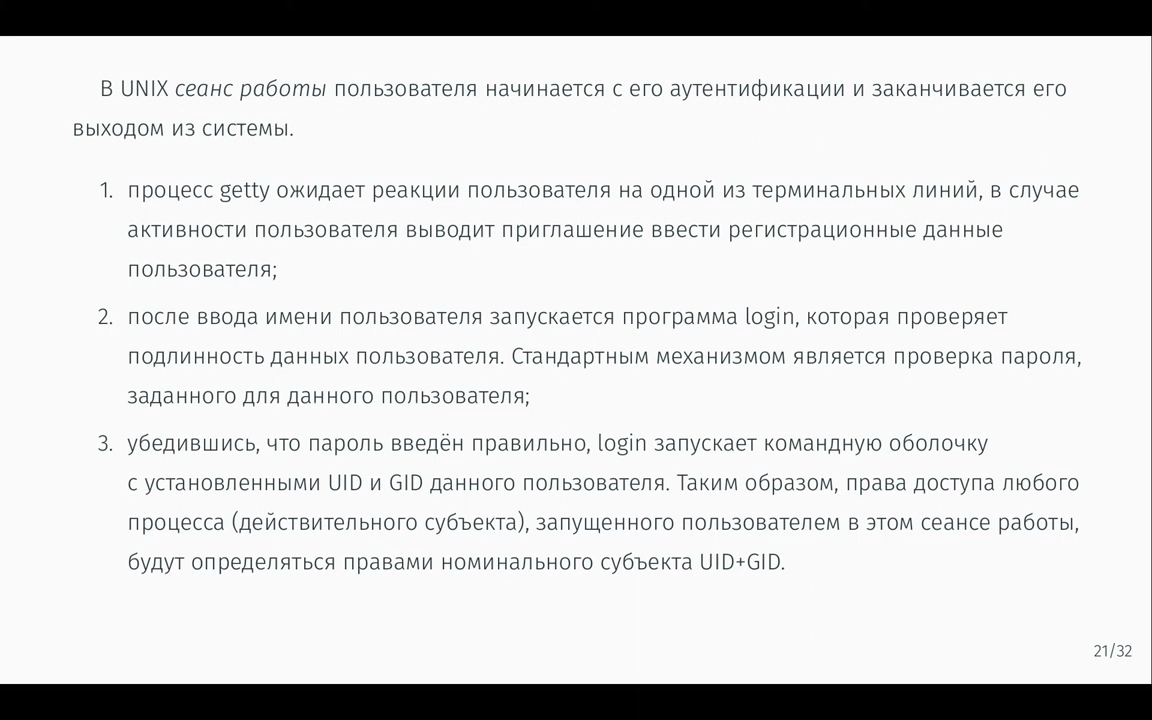 В UNIX сеанс работы пользователя начинается с его аутентификации и заканчивается его
выходом из системы.
1. процесс getty ожидает реакции пользователя на одной из терминальных линий, в случае
активности пользователя выводит приглашение ввести регистрационные данные
пользователя;
2. после ввода имени пользователя запускается программа login, которая проверяет
подлинность данных пользователя. Стандартным механизмом является проверка пароля,
заданного для данного пользователя;
3. убедившись, что пароль введён правильно, login запускает командную оболочку
с установленными UID и GID данного пользователя. Таким образом, права доступа любого
процесса (действительного субъекта), запущенного пользователем в этом сеансе работы,
будут определяться правами номинального субъекта UID+GID.
21/32